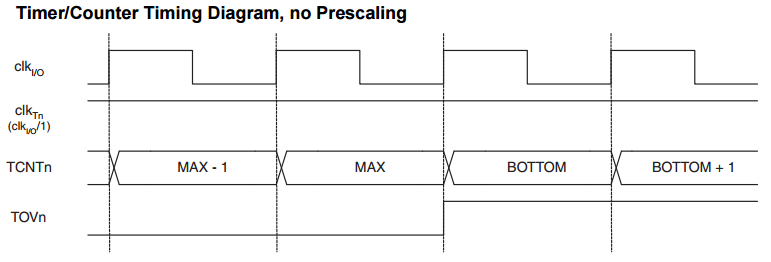 Timer/Counter Timing Diagram, no Prescaling
clkI/O
clkTn
(clkI/O/1)
TCNTn MAX - 1 MAX BOTTOM BOTTOM + 1
TOVn